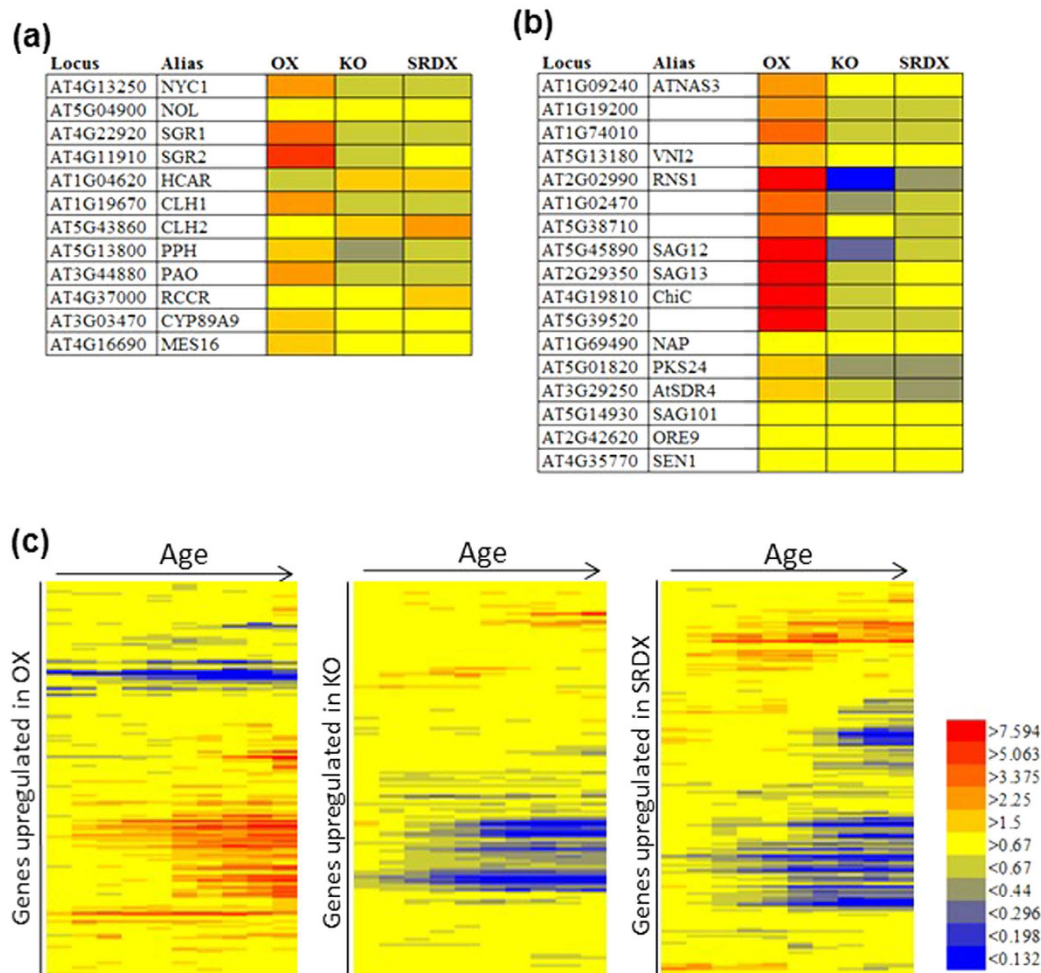 (a)
Locus Alias OX KO SRDX
AT4G13250 NYC1
AT5G04900 NOL
AT4G22920 SGR1
AT4G11910 SGR2
AT1G04620 HCAR
AT1G19670 CLH1
AT5G43860 CLH2
AT5G13800 PPH
AT3G44880 PAO
AT4G37000 RCCR
AT3G03470 CYP89A9
AT4G16690 MES16
(b)
Locus Alias OX KO SRDX
AT1G09240 ATNAS3
AT1G19200
AT1G74010
AT5G13180 VNI2
AT2G02990 RNS1
AT1G02470
AT5G38710
AT5G45890 SAG12
AT2G29350 SAG13
AT4G19810 ChiC
AT5G39520
AT1G69490 NAP
AT5G01820 PKS24
AT3G29250 AtSDR4
AT5G14930 SAG101
AT2G42620 ORE9
AT4G35770 SEN1
(c)
Age
Genes upregulated in OX
Age
Genes upregulated in KO
Age
Genes upregulated in SRDX
>7.594
>5.063
>3.375
>2.25
>1.5
>0.67
<0.67
<0.44
<0.296
<0.198
<0.132